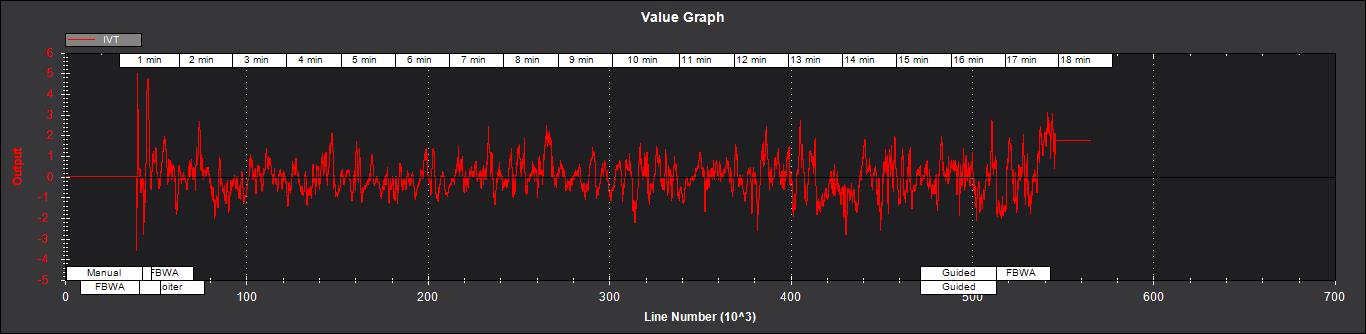 Value Graph
IVT
6
5
4
3
2
1
0
-1
-2
-3
-4
-5
Output
1 min 2 min 3 min 4 min 5 min 6 min 7 min 8 min 9 min 10 min 11 min 12 min 13 min 14 min 15 min 16 min 17 min 18 min
Manual FBWA Guided FBWA
FBWA oiter Guided
0 100 200 300 400 500 600 700
Line Number (10^3)